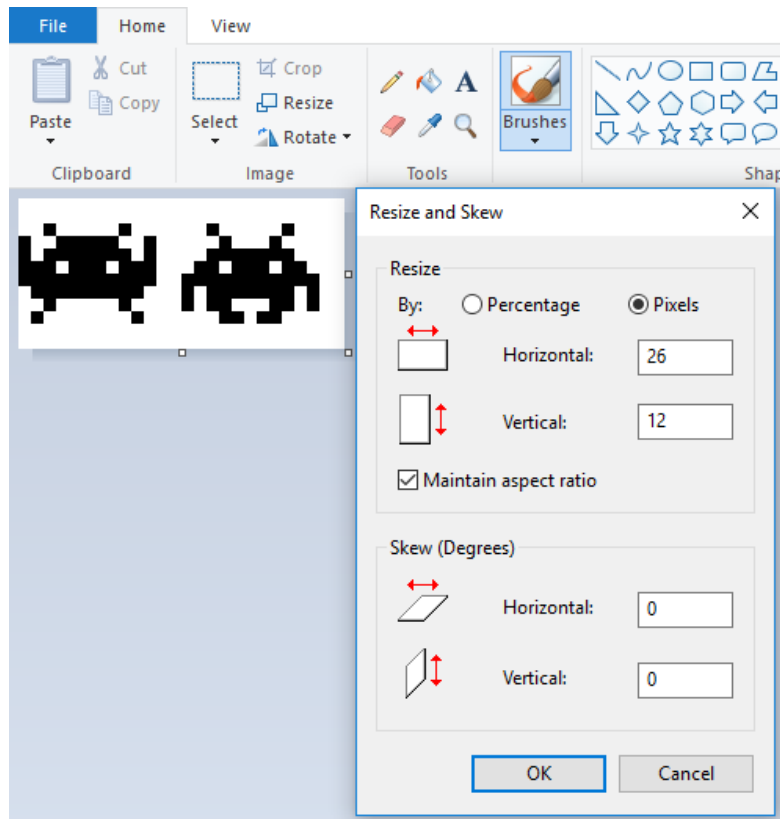 File Home View
Cut
Copy
Paste
Clipboard
Select
Crop
Resize
Rotate
Image
A
Tools
Brushes
Resize and Skew
Resize
By: Percentage Pixels
Horizontal: 26
Vertical: 12
Maintain aspect ratio
Skew (Degrees)
Horizontal: 0
Vertical: 0
OK Cancel